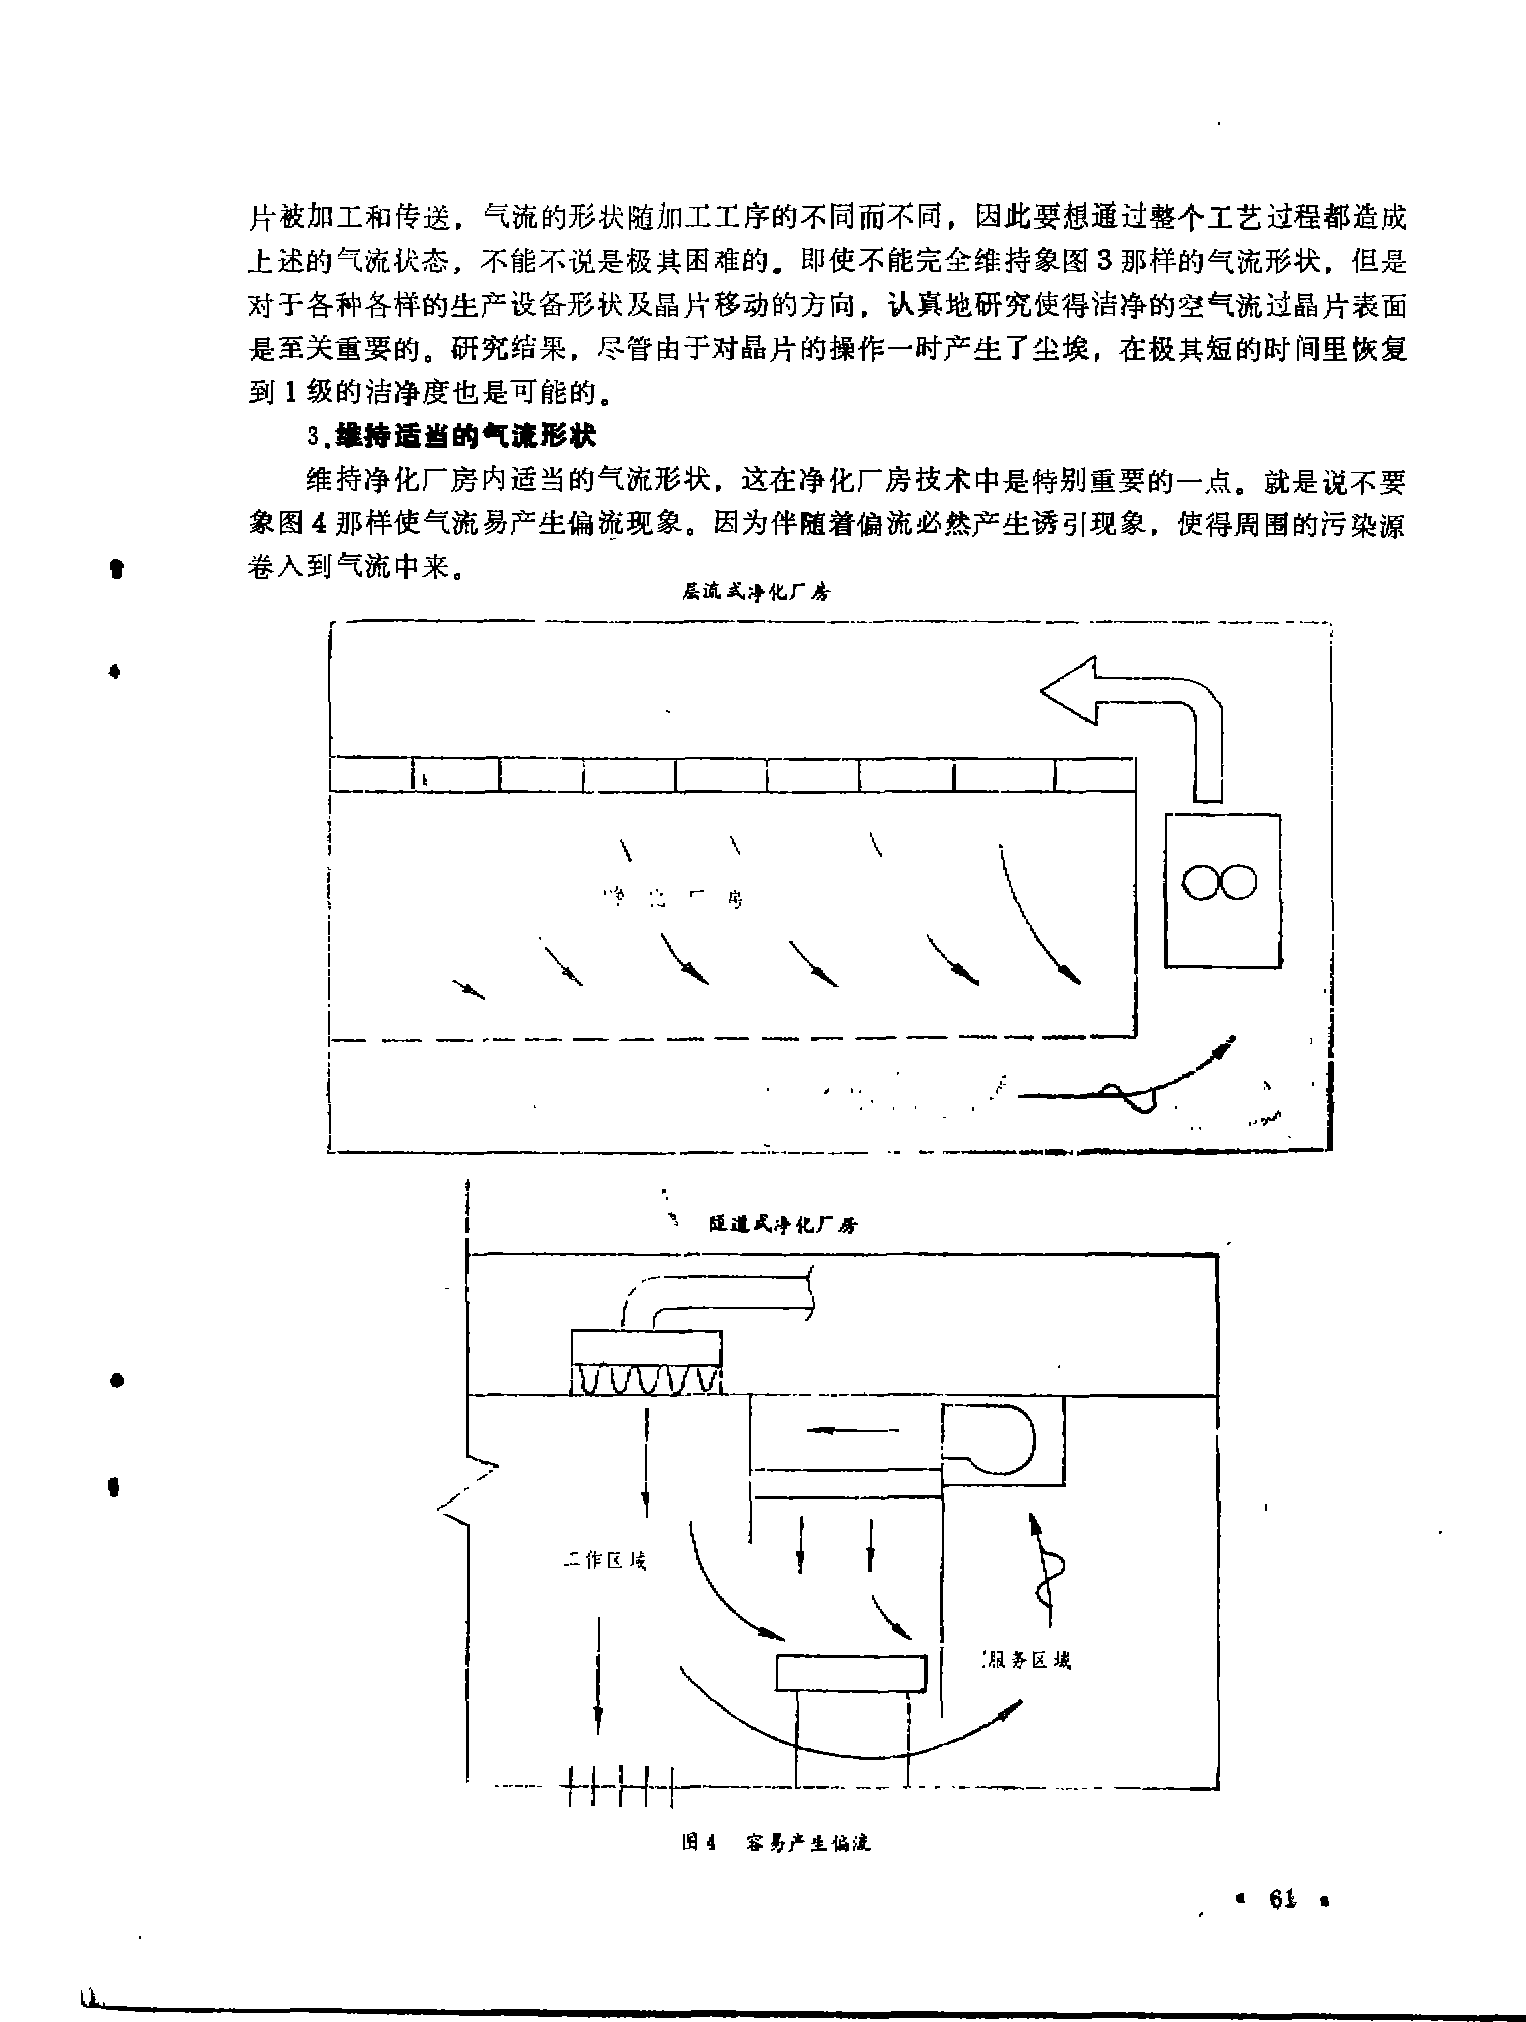 片被加工和传送，气流的形状随加工工序的不同而不同，因此要想通过整个工艺过程都造成
上述的气流状态，不能不说是极其困难的。即使不能完全维持象图3那样的气流形状，但是
对于各种各样的生产设备形状及晶片移动的方向，认真地研究使得洁净的空气流过晶片表面
是至关重要的。研究结果，尽管由于对晶片的操作一时产生了尘埃，在极其短的时间里恢复
到1级的洁净度也是可能的。
3.维持适当的气流形状
维持净化厂房内适当的气流形状，这在净化厂房技术中是特别重要的一点。就是说不要
象图4那样使气流易产生偏流现象。因为伴随着偏流必然产生诱引现象，使得周围的污染源
卷入到气流中来。
层流式净化厂房
净化厂房
隧道式净化厂房
工作区域
服务区域
图4 容易产生偏流
• 61 •